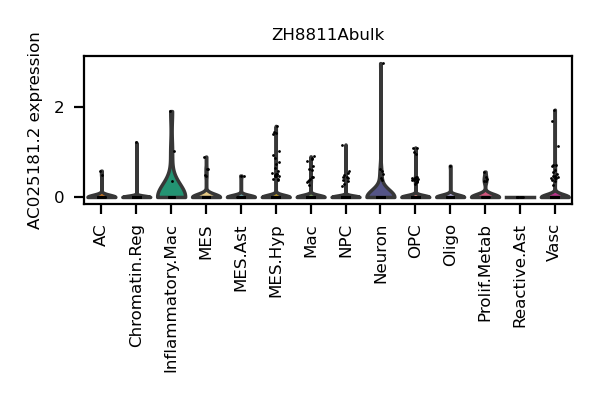 ZH8811Abulk
AC025181.2 expression
2
0
AC
Chromatin.Reg
Inflammatory.Mac
MES
MES.Ast
MES.Hyp
Mac
NPC
Neuron
OPC
Oligo
Prolif.Metab
Reactive.Ast
Vasc